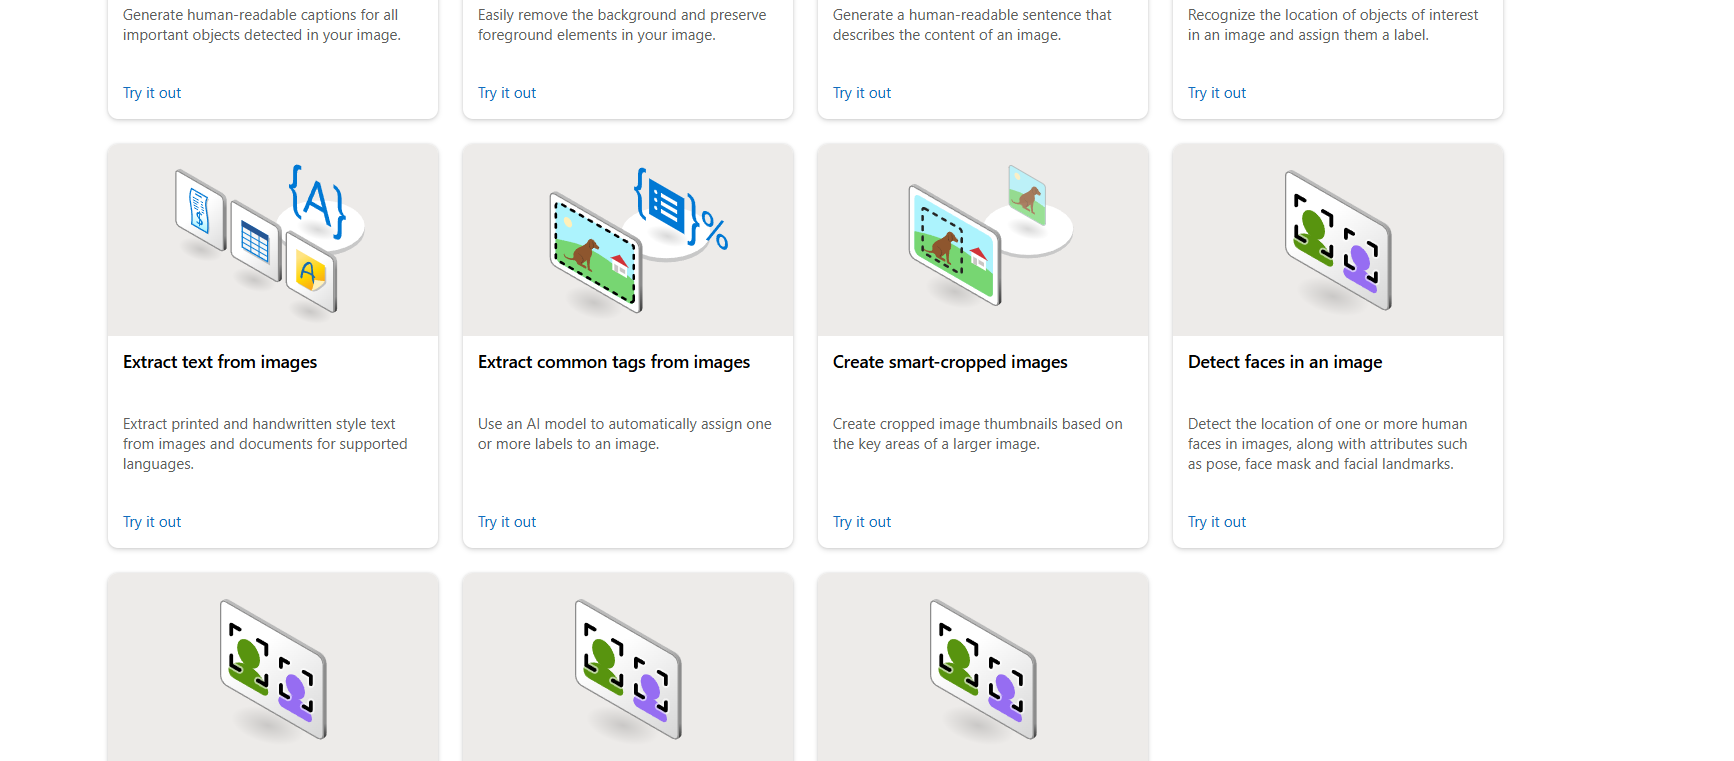 Generate human-readable captions for all
important objects detected in your image.
Try it out
Easily remove the background and preserve
foreground elements in your image.
Try it out
Generate a human-readable sentence that
describes the content of an image.
Try it out
Recognize the location of objects of interest
in an image and assign them a label.
Try it out
{A}
A
Extract text from images
Extract printed and handwritten style text
from images and documents for supported
languages.
Try it out
{ }%
Extract common tags from images
Use an AI model to automatically assign one
or more labels to an image.
Try it out
Create smart-cropped images
Create cropped image thumbnails based on
the key areas of a larger image.
Try it out
Detect faces in an image
Detect the location of one or more human
faces in images, along with attributes such
as pose, face mask and facial landmarks.
Try it out